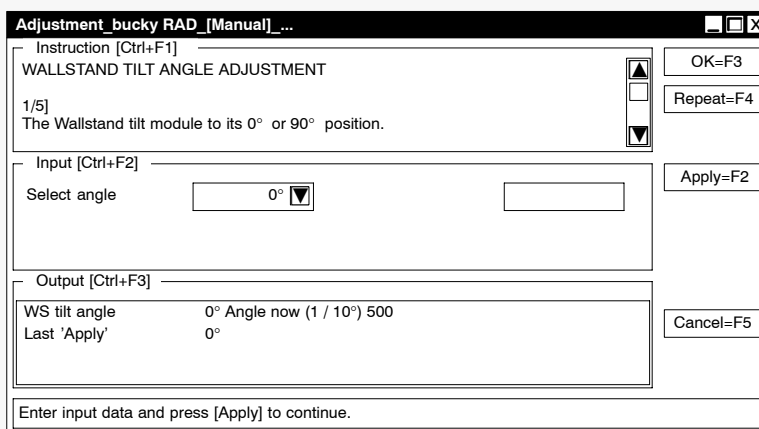 Adjustment_bucky RAD_[Manual]_...
Instruction [Ctrl+F1]
WALLSTAND TILT ANGLE ADJUSTMENT
1/5]
The Wallstand tilt module to its 0° or 90° position.
OK=F3
Repeat=F4
Input [Ctrl+F2]
Select angle 0°
Apply=F2
Output [Ctrl+F3]
WS tilt angle 0° Angle now (1 / 10°) 500
Last 'Apply' 0°
Cancel=F5
Enter input data and press [Apply] to continue.